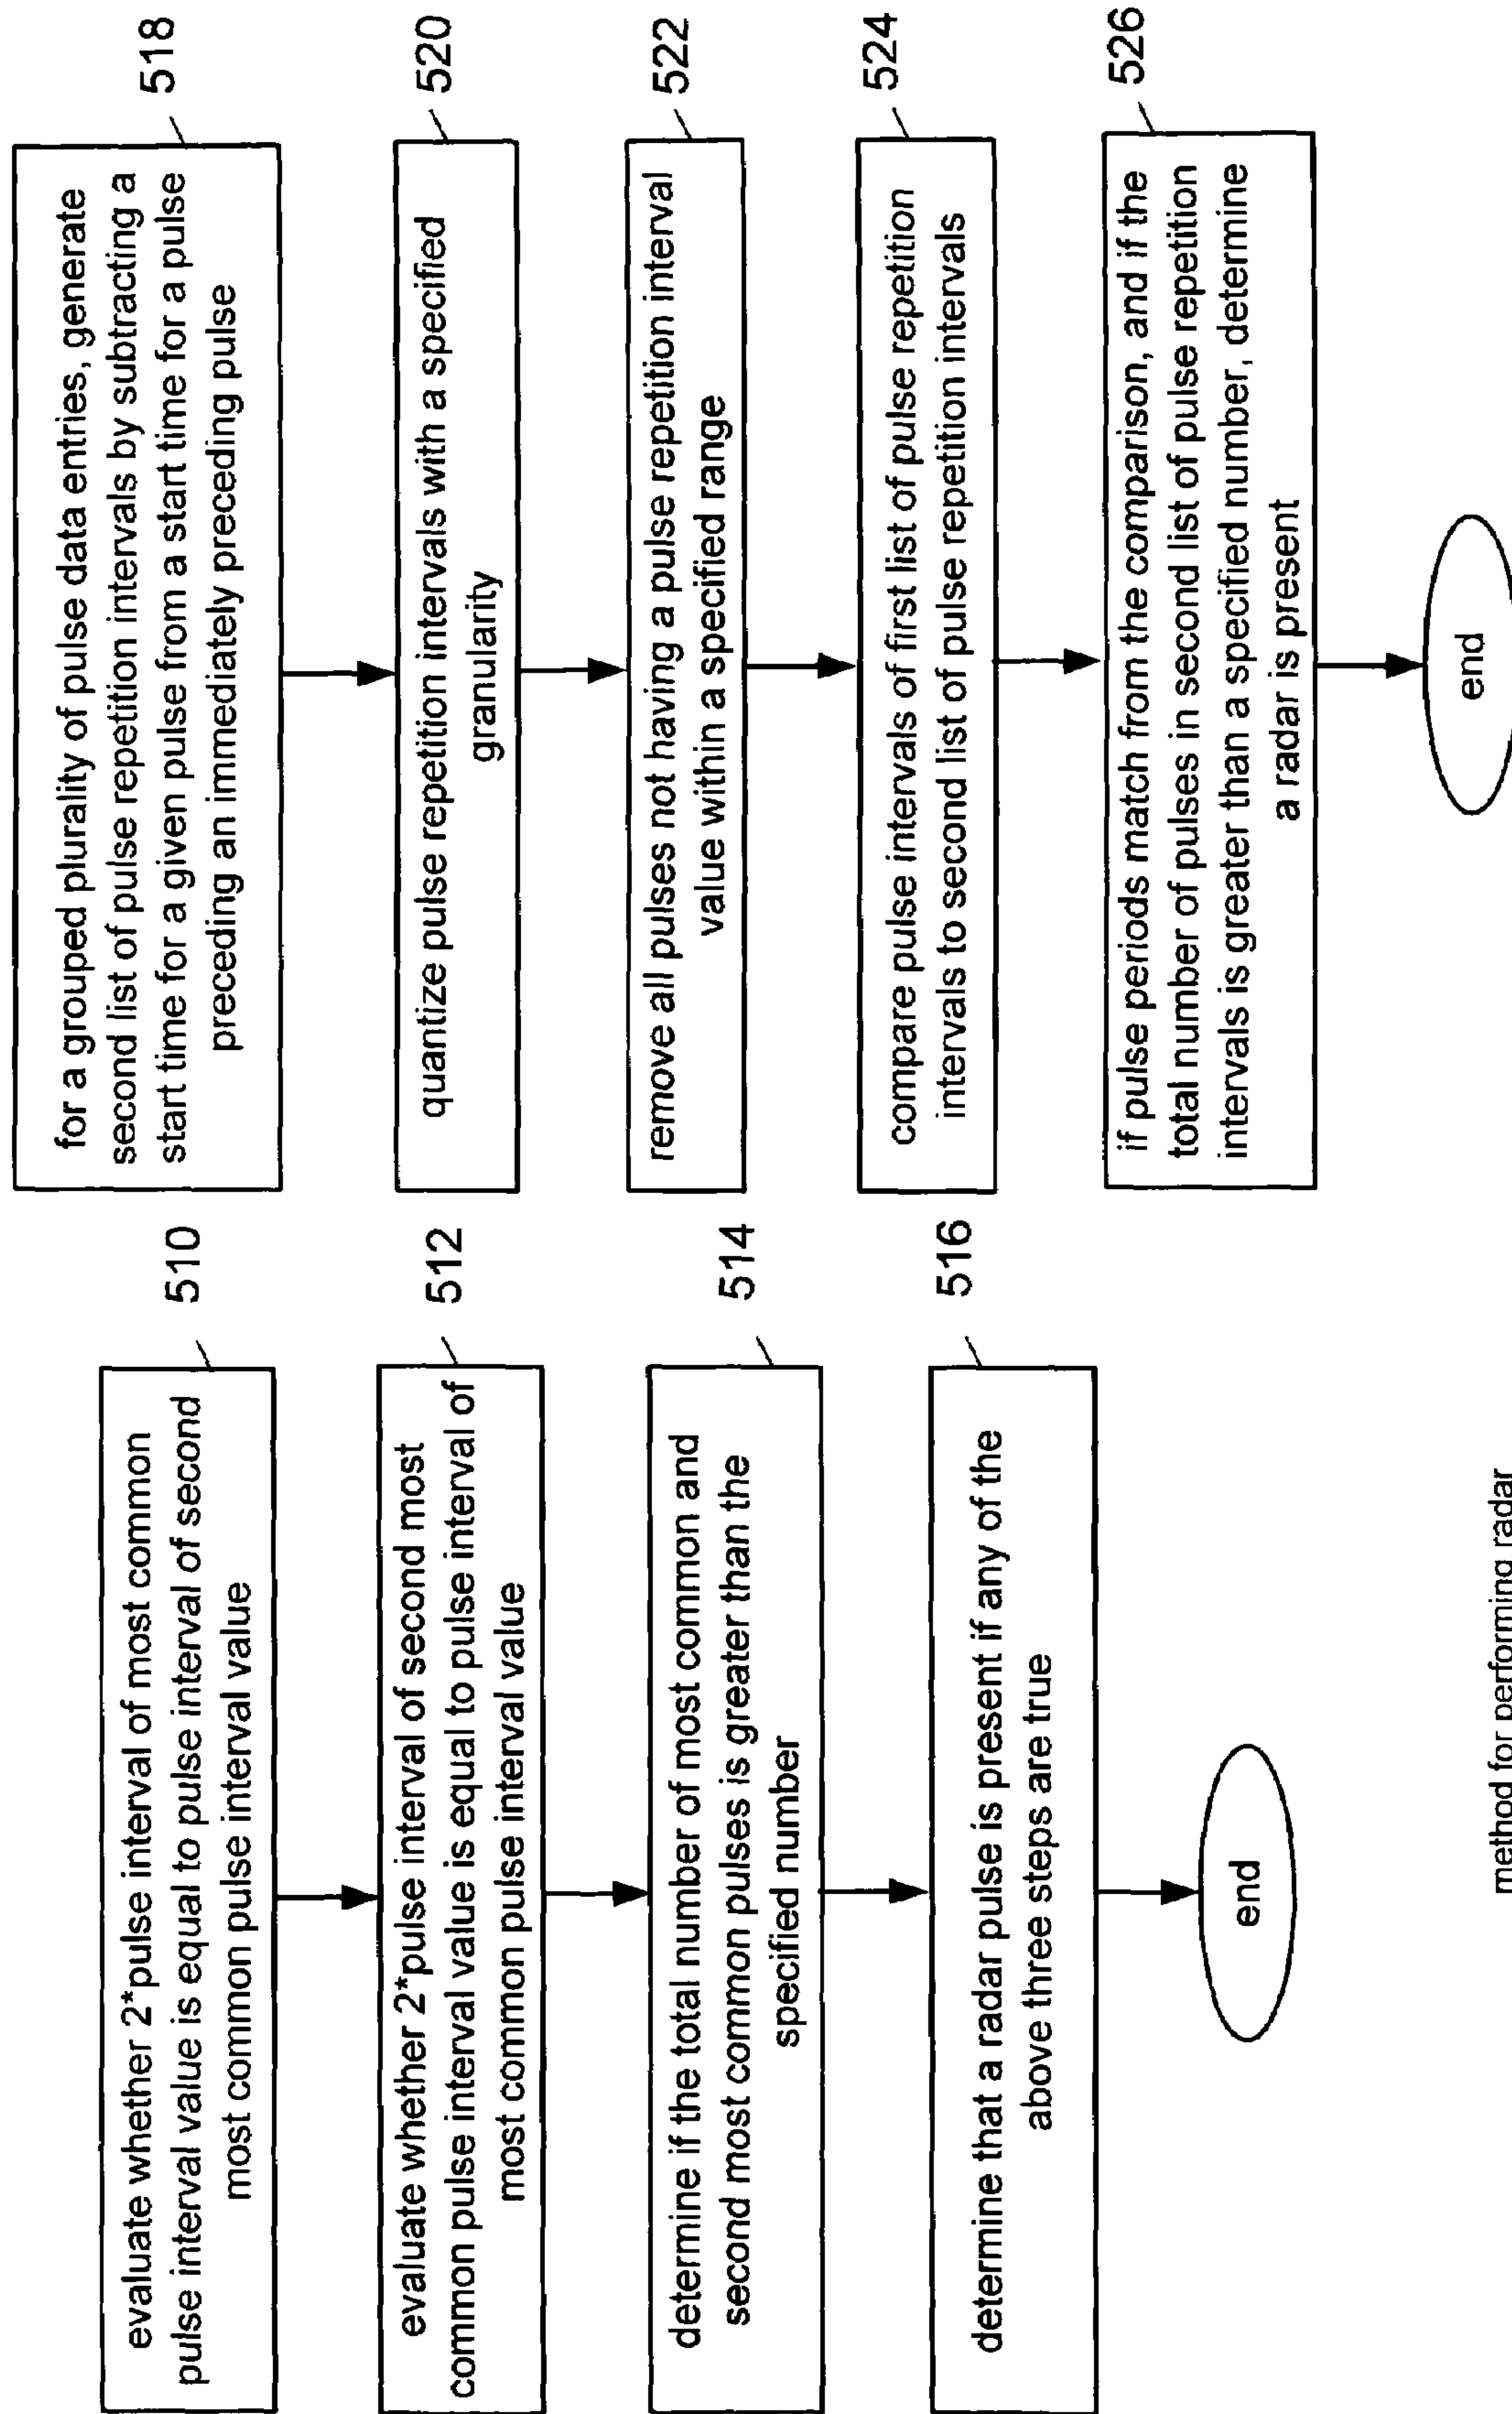 evaluate whether 2*pulse interval of most common
pulse interval value is equal to pulse interval of second
most common pulse interval value
510
evaluate whether 2*pulse interval of second most
common pulse interval value is equal to pulse interval of
most common pulse interval value
512
determine if the total number of most common and
second most common pulses is greater than the
specified number
514
determine that a radar pulse is present if any of the
above three steps are true
516
end
for a grouped plurality of pulse data entries, generate
second list of pulse repetition intervals by subtracting a
start time for a given pulse from a start time for a pulse
preceding an immediately preceding pulse
518
quantize pulse repetition intervals with a specified
granularity
520
remove all pulses not having a pulse repetition interval
value within a specified range
522
compare pulse intervals of first list of pulse repetition
intervals to second list of pulse repetition intervals
524
if pulse periods match from the comparison, and if the
total number of pulses in second list of pulse repetition
intervals is greater than a specified number, determine
a radar is present
526
end
method for performing radar